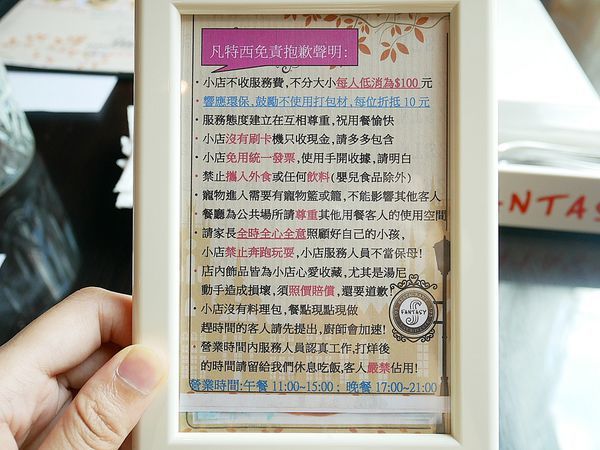 凡特西免責抱歉聲明:
·小店不收服務費,不分大小每人低消為$100元
·響應環保,鼓勵不使用打包材,每位折抵10元
·服務態度建立在互相尊重,祝用餐愉快
·小店沒有刷卡機只收現金,請多多包含
·小店免用統一發票,使用手開收據,請明白
·禁止攜人外食或任何飲料(嬰兒食品除外)
·寵物進人需要有寵物籃或籠,不能影響其他客人
·餐廳為公共場所請尊重其他用餐客人的使用空間
·請家長全時全心全意照顧好自己的小孩,
小店禁止奔跑玩耍,小店服務人員不當保母!
·店內飾品皆為小店心愛收藏,尤其是湯尼
動手造成損壞,須照價賠償,還要道歉!
·小店沒有料理包,餐點現點現做
趕時間的客人請先提出,廚師會加速!
·營業時間內服務人員認真工作,打烊後
的時間請留給我們休息吃飯,客人嚴禁佔用!
營業時間:午餐 11:00~15:00 ; 晚餐 17:00~21:00
FANTASY
ANTAS